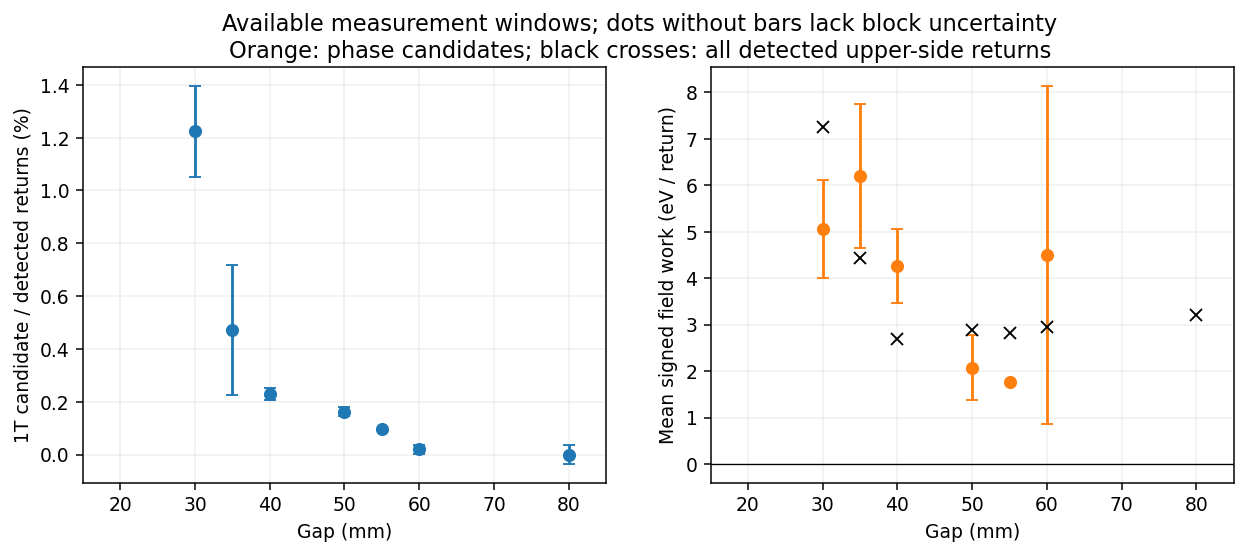 Available measurement windows; dots without bars lack block uncertainty
Orange: phase candidates; black crosses: all detected upper-side returns
1T candidate / detected returns (%)
1.4
1.2
1.0
0.8
0.6
0.4
0.2
0.0
20 30 40 50 60 70 80
Gap (mm)
Mean signed field work (eV / return)
8
7
6
5
4
3
2
1
0
20 30 40 50 60 70 80
Gap (mm)